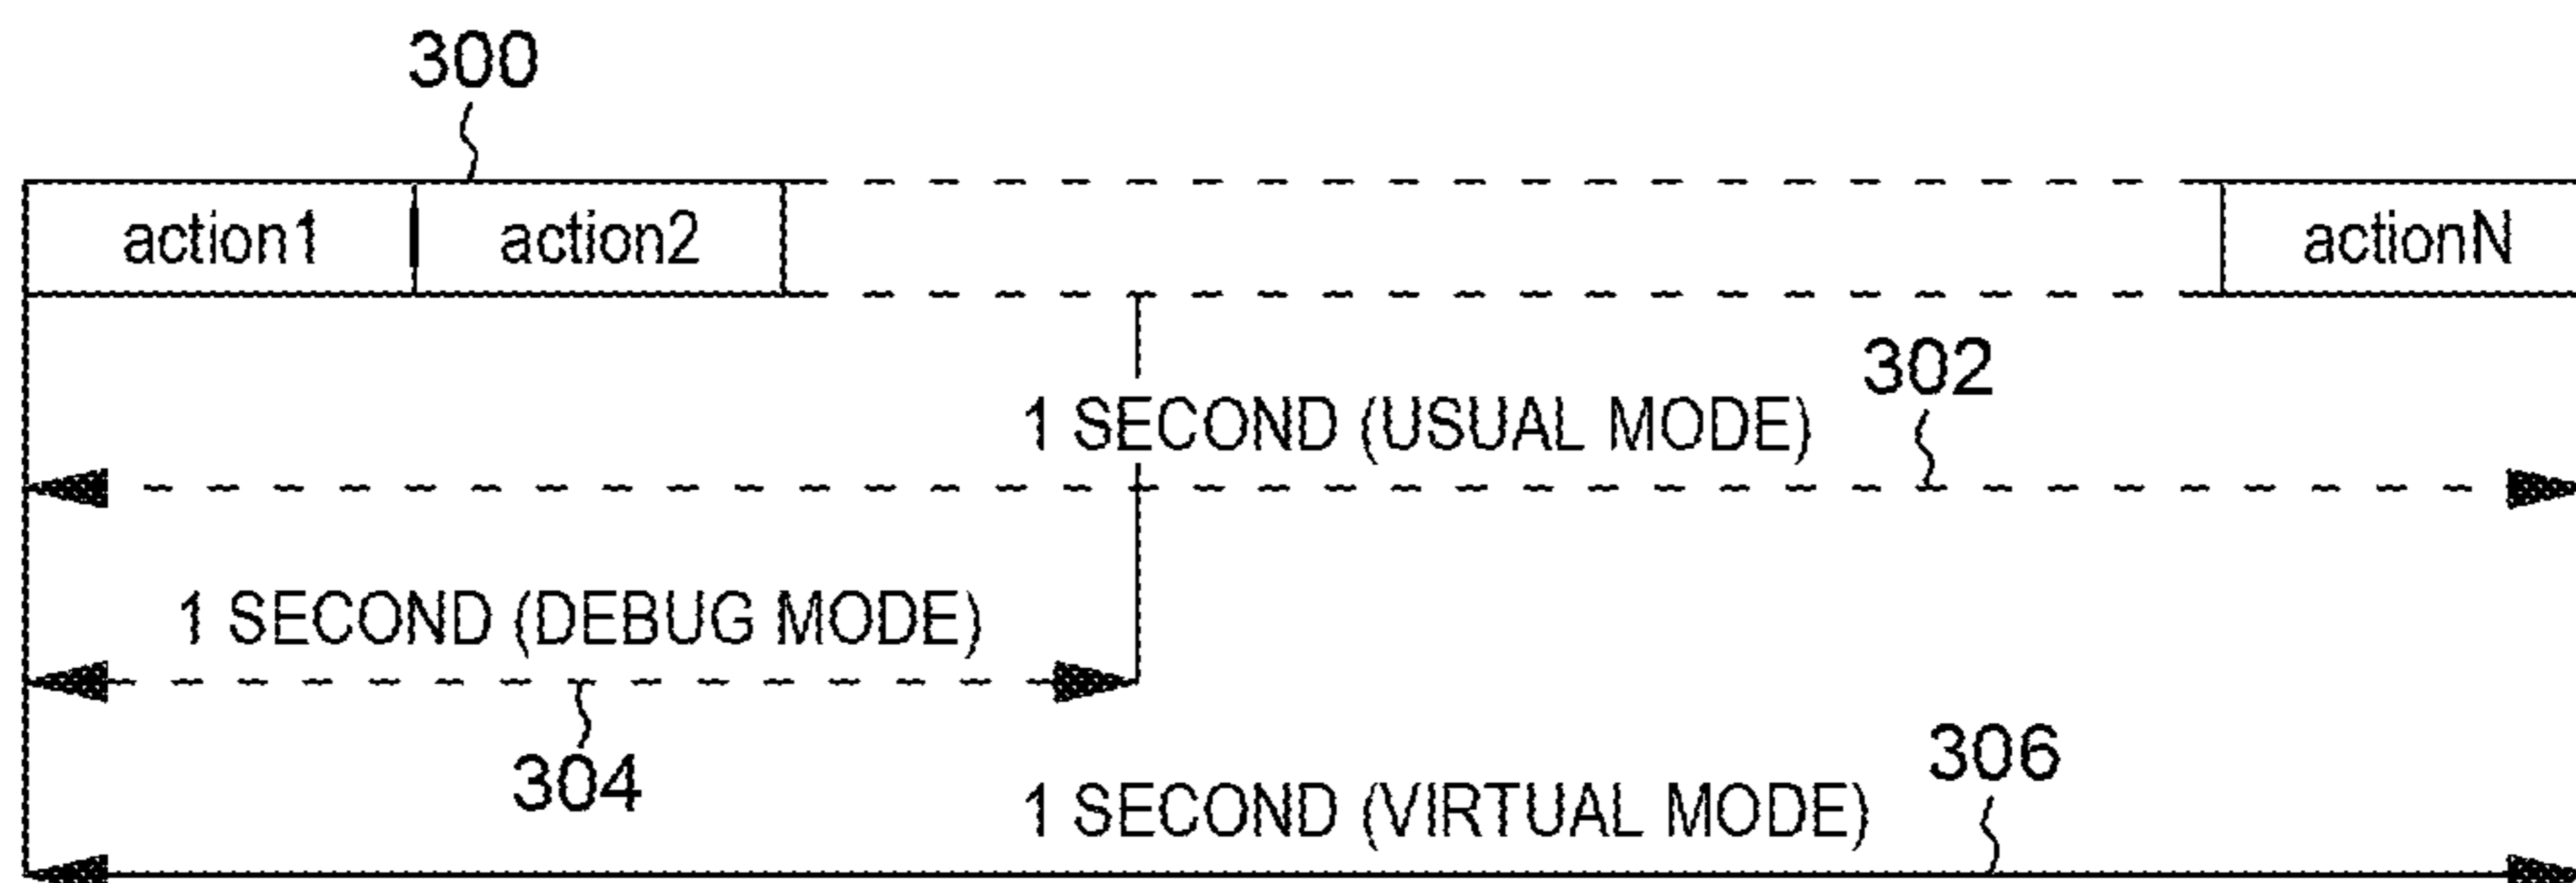 300
action1 action2 actionN
302
1 SECOND (USUAL MODE)
1 SECOND (DEBUG MODE)
304
306
1 SECOND (VIRTUAL MODE)